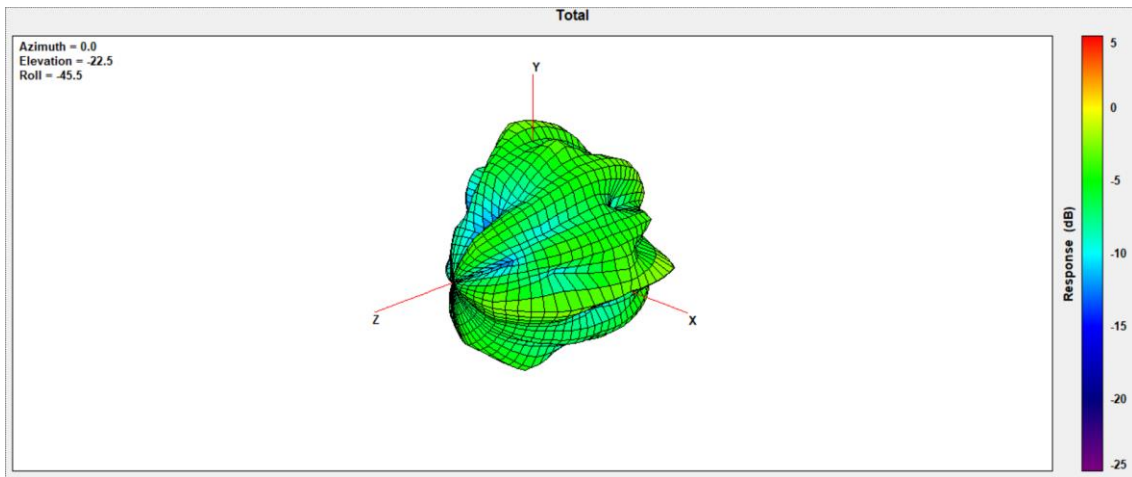 Total
Azimuth = 0.0
Elevation = -22.5
Roll = -45.5
Y
Z
X
5
0
-5
-10
-15
-20
-25
Response (dB)